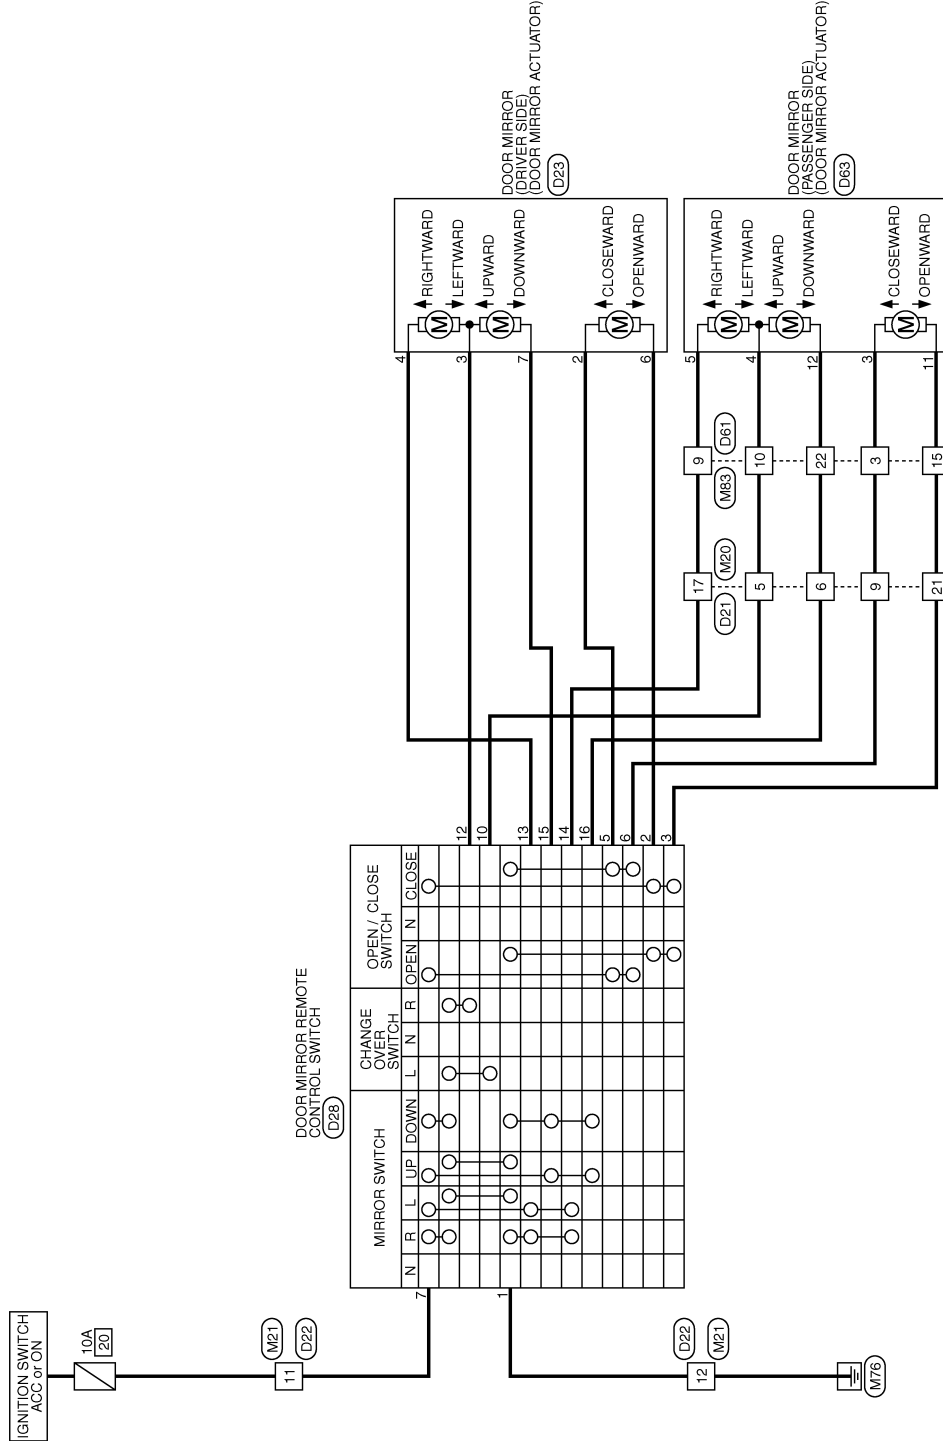 IGNITION SWITCH
ACC or ON
10A
20
M21
D22
11
7
1
D22
M21
12
M76
DOOR MIRROR REMOTE
CONTROL SWITCH
D28
MIRROR SWITCH
N
R
L
UP
DOWN
CHANGE
OVER
SWITCH
L
N
R
OPEN / CLOSE
SWITCH
OPEN
N
CLOSE
12
10
13
15
14
16
5
6
2
3
DOOR MIRROR
(DRIVER SIDE)
(DOOR MIRROR ACTUATOR)
D23
4
3
7
2
6
M
M
M
RIGHTWARD
LEFTWARD
UPWARD
DOWNWARD
CLOSEWARD
OPENWARD
DOOR MIRROR
(PASSENGER SIDE)
(DOOR MIRROR ACTUATOR)
D63
5
4
12
3
11
M
M
M
RIGHTWARD
LEFTWARD
UPWARD
DOWNWARD
CLOSEWARD
OPENWARD
M83
D61
9
10
22
3
15
D21
M20
17
5
6
9
21